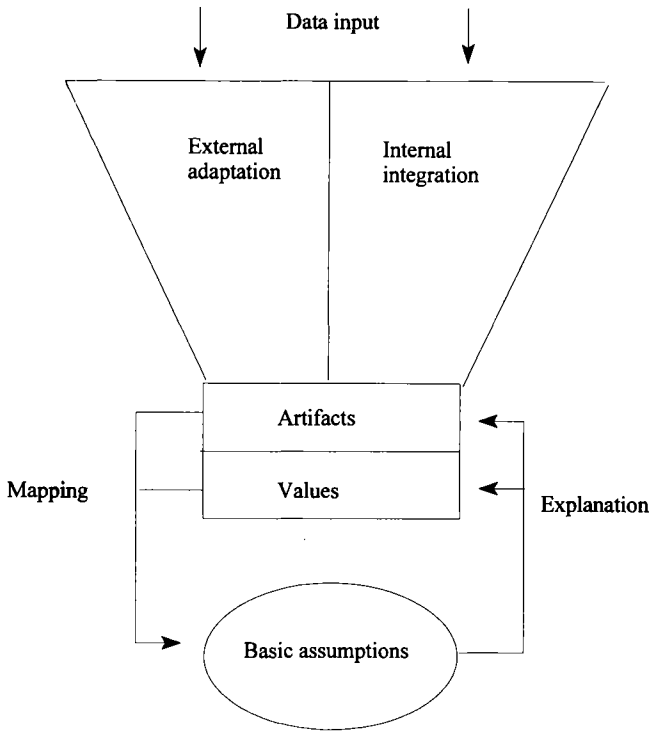 Data input
External
adaptation
Internal
integration
Artifacts
Mapping
Values
Explanation
Basic assumptions